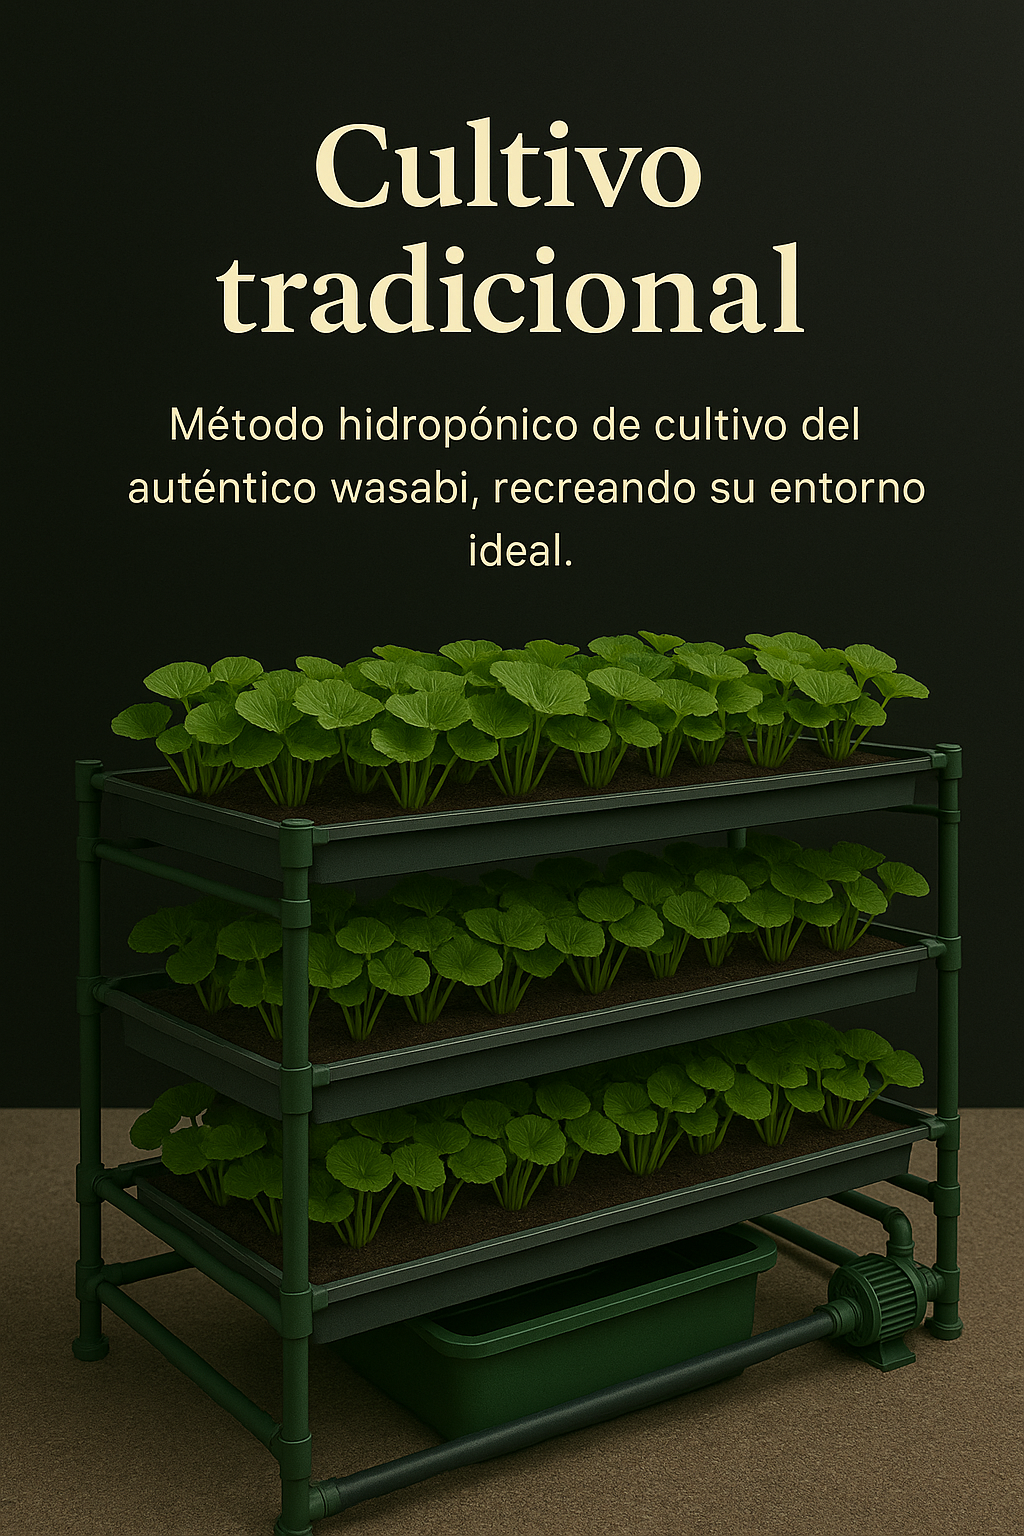 Cultivo
tradicional
Método hidropónico de cultivo del
auténtico wasabi, recreando su entorno
ideal.